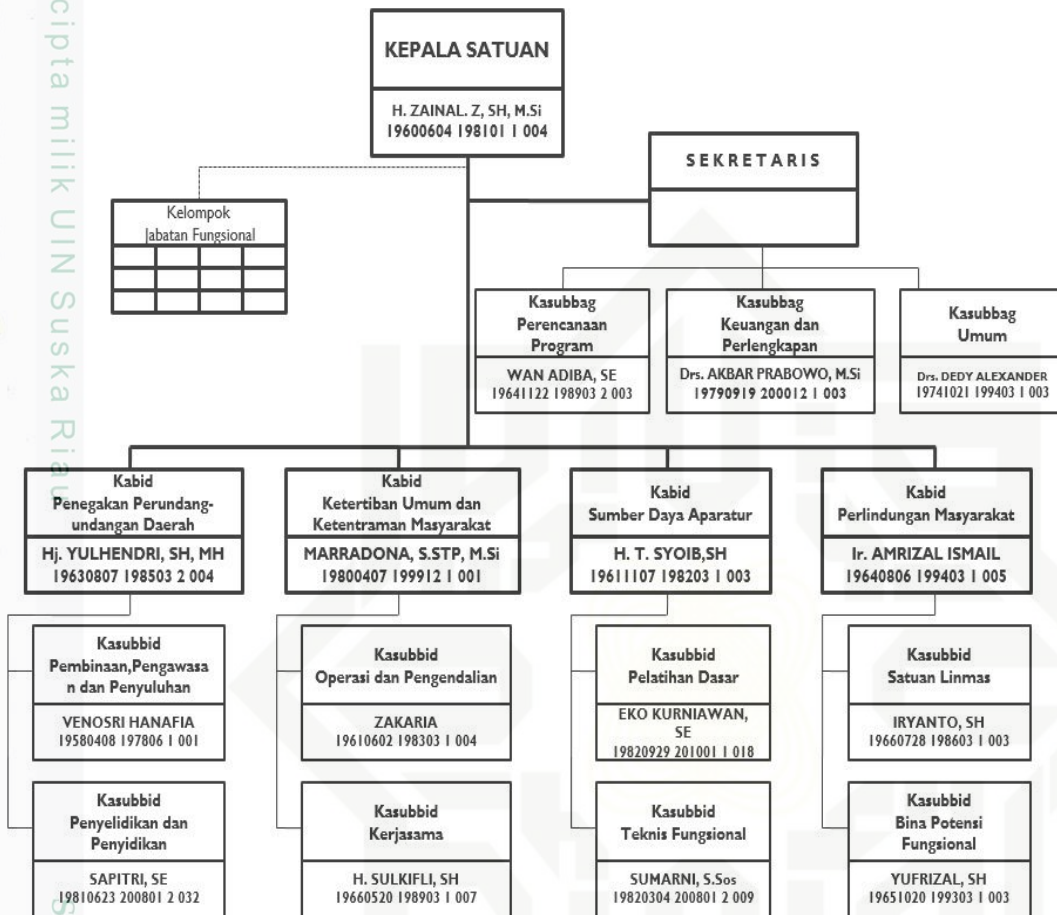 cipta milik UIN Suska Riau
KEPALA SATUAN
H. ZAINAL. Z, SH, M.Si
19600604 198101 1 004
SEKRETARIS
Kelompok
Jabatan Fungsional
Kasubbag
Perencanaan
Program
WAN ADIBA, SE
19641122 198903 2 003
Kasubbag
Keuangan dan
Perlengkapan
Drs. AKBAR PRABOWO, M.Si
19790919 200012 1 003
Kasubbag
Umum
Drs. DEDY ALEXANDER
19741021 199403 1 003
Kabid
Penegakan Perundang-
undangan Daerah
Hj. YULHENDRI, SH, MH
19630807 198503 2 004
Kabid
Ketertiban Umum dan
Ketentraman Masyarakat
MARRADONA, S.STP, M.Si
19800407 199912 1 001
Kabid
Sumber Daya Aparatur
H. T. SYOIB,SH
19611107 198203 1 003
Kabid
Perlindungan Masyarakat
Ir. AMRIZAL ISMAIL
19640806 199403 1 005
Kasubbid
Pembinaan,Pengawasa
n dan Penyuluhan
VENOSRI HANAFIA
19580408 197806 1 001
Kasubbid
Operasi dan Pengendalian
ZAKARIA
19610602 198303 1 004
Kasubbid
Pelatihan Dasar
EKO KURNIAWAN,
SE
19820929 201001 1 018
Kasubbid
Satuan Linmas
IRYANTO, SH
19660728 198603 1 003
Kasubbid
Penyelidikan dan
Penyidikan
SAPITRI, SE
19810623 200801 2 032
Kasubbid
Kerjasama
H. SULKIFLI, SH
19660520 198903 1 007
Kasubbid
Teknis Fungsional
SUMARNI, S.Sos
19820304 200801 2 009
Kasubbid
Bina Potensi
Fungsional
YUFRIZAL, SH
19651020 199303 1 003
S